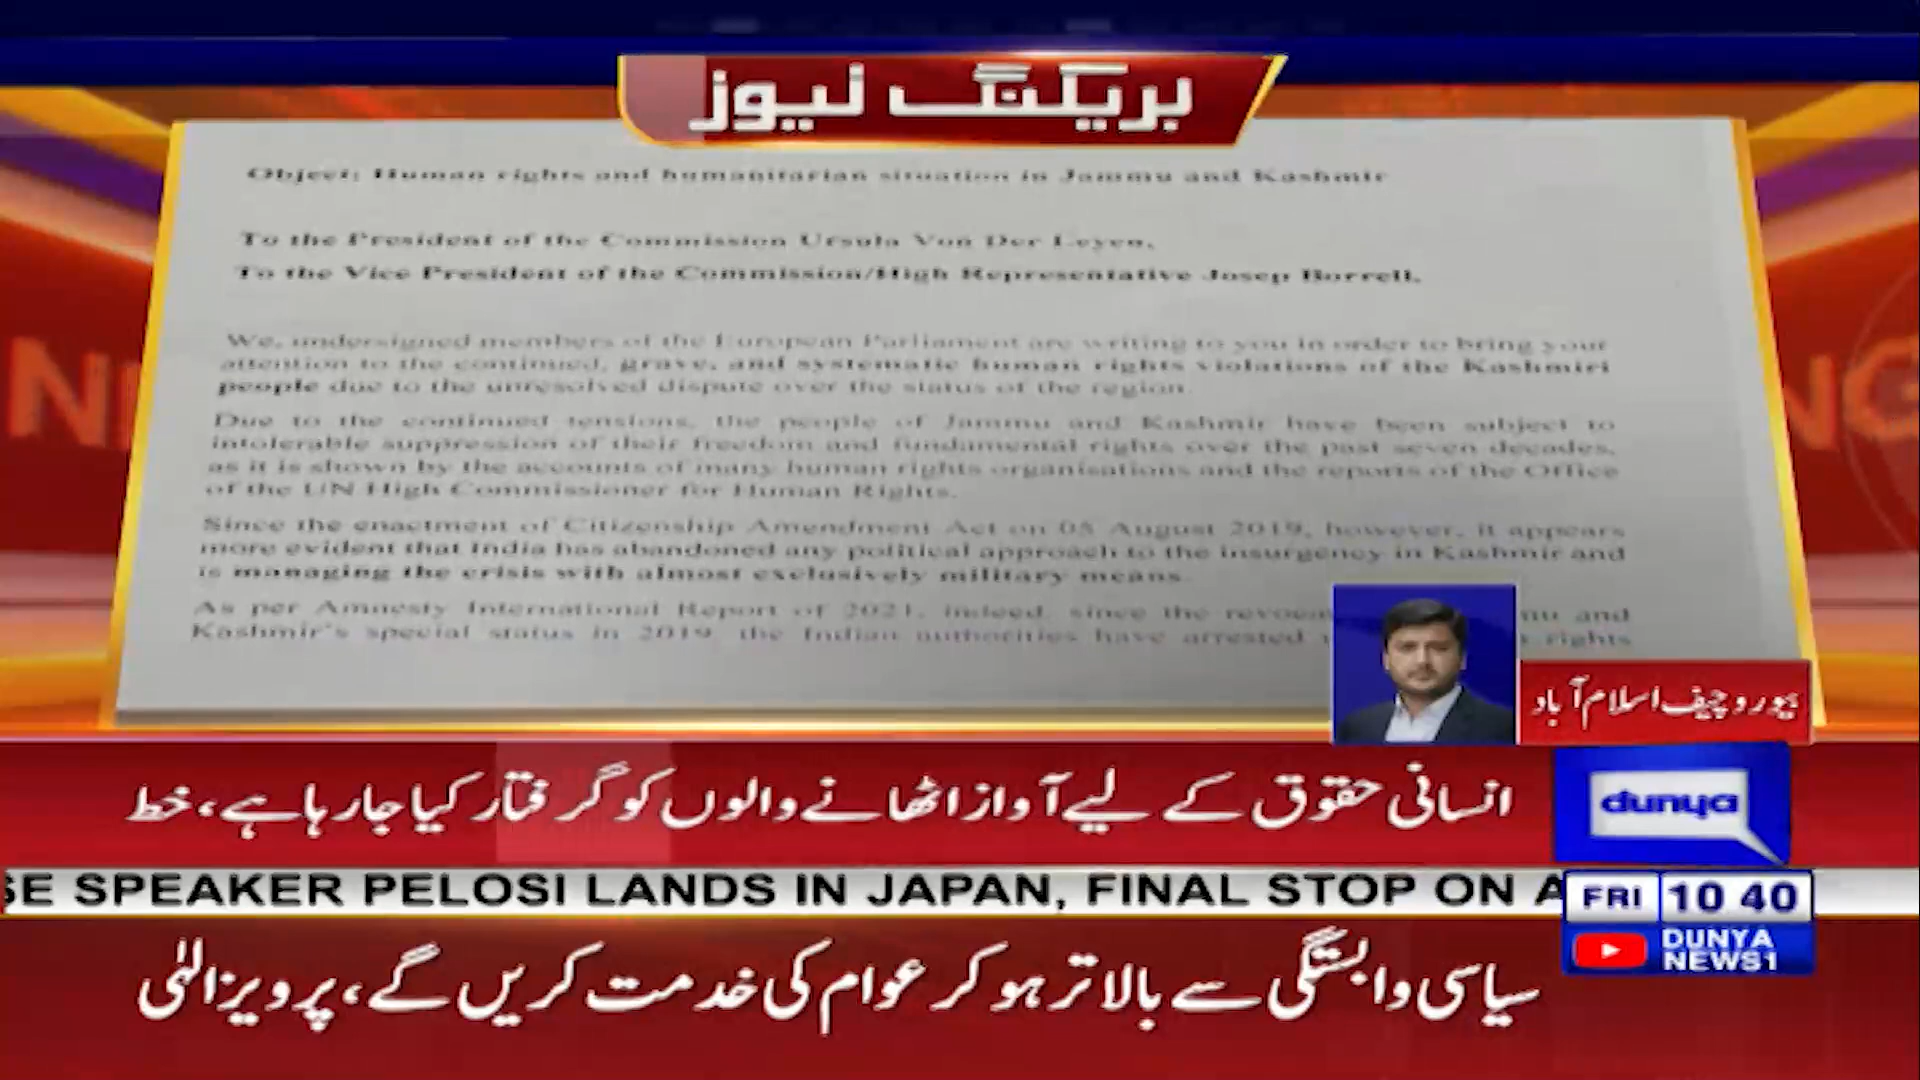 بریکنگ نیوز
Object: Human rights and humanitarian situation in Jammu and Kashmir
To the President of the Commission Ursula Von Der Leyen,
To the Vice President of the Commission/High Representative Josep Borrell,
We, undersigned members of the European Parliament are writing to you in order to bring your
attention to the continued, grave, and systematic human rights violations of the Kashmiri
people due to the unresolved dispute over the status of the region.
Due to the continued tensions, the people of Jammu and Kashmir have been subject to
intolerable suppression of their freedom and fundamental rights over the past seven decades,
as it is shown by the accounts of many human rights organisations and the reports of the Office
of the UN High Commissioner for Human Rights.
Since the enactment of Citizenship Amendment Act on 05 August 2019, however, it appears
more evident that India has abandoned any political approach to the insurgency in Kashmir and
is managing the crisis with almost exclusively military means.
As per Amnesty International Report of 2021, indeed, since the and
Kashmir's special status in 2019, the Indian authorities have arrested rights
بیورو چیف اسلام آباد
انسانی حقوق کے لیے آواز اٹھانے والوں کو گرفتار کیا جا رہا ہے، خط
dunya
SE SPEAKER PELOSI LANDS IN JAPAN, FINAL STOP ON A
FRI 10 40
DUNYA
NEWS1
سیاسی وابستگی سے بالاتر ہو کر عوام کی خدمت کریں گے، پرویز الٰہی